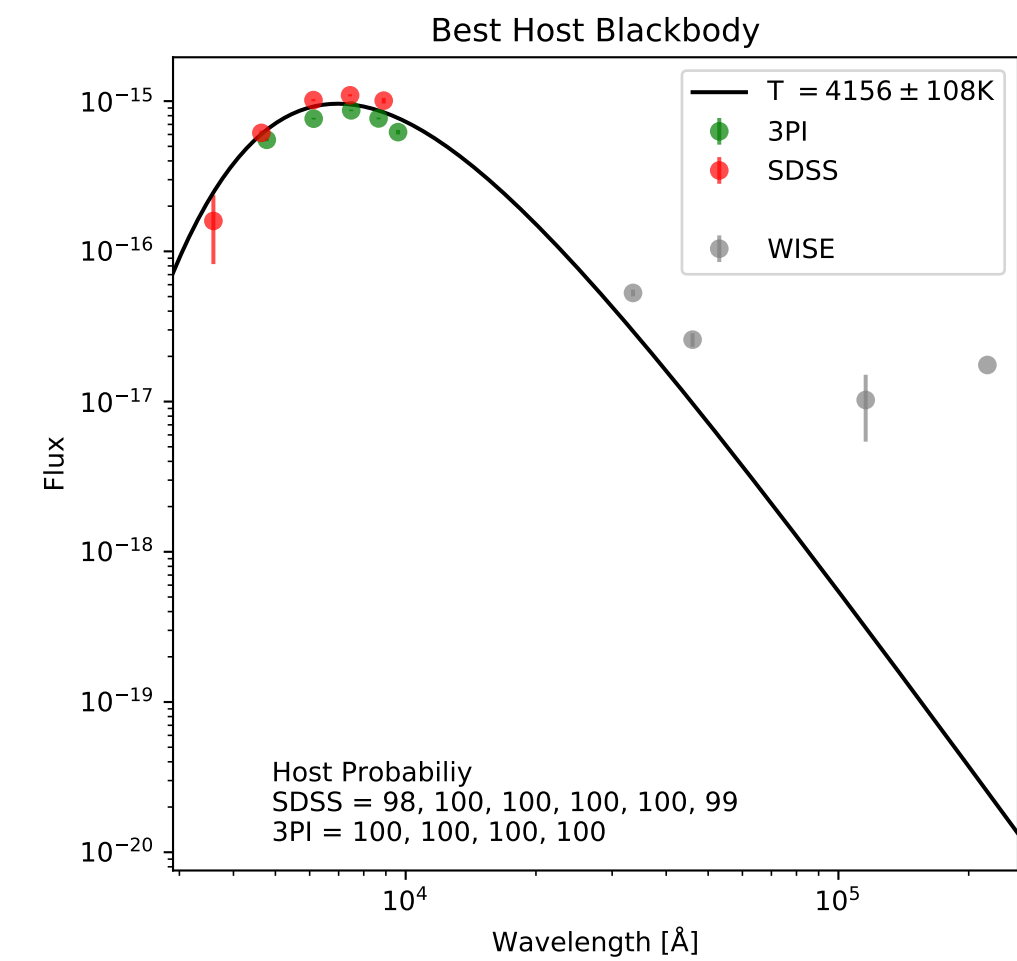 Best Host Blackbody
T = 4156 ± 108K
3PI
SDSS
WISE
Flux
10⁻¹⁵
10⁻¹⁶
10⁻¹⁷
10⁻¹⁸
10⁻¹⁹
10⁻²⁰
Host Probabiliy
SDSS = 98, 100, 100, 100, 100, 99
3PI = 100, 100, 100, 100
10⁴
10⁵
Wavelength [Å]